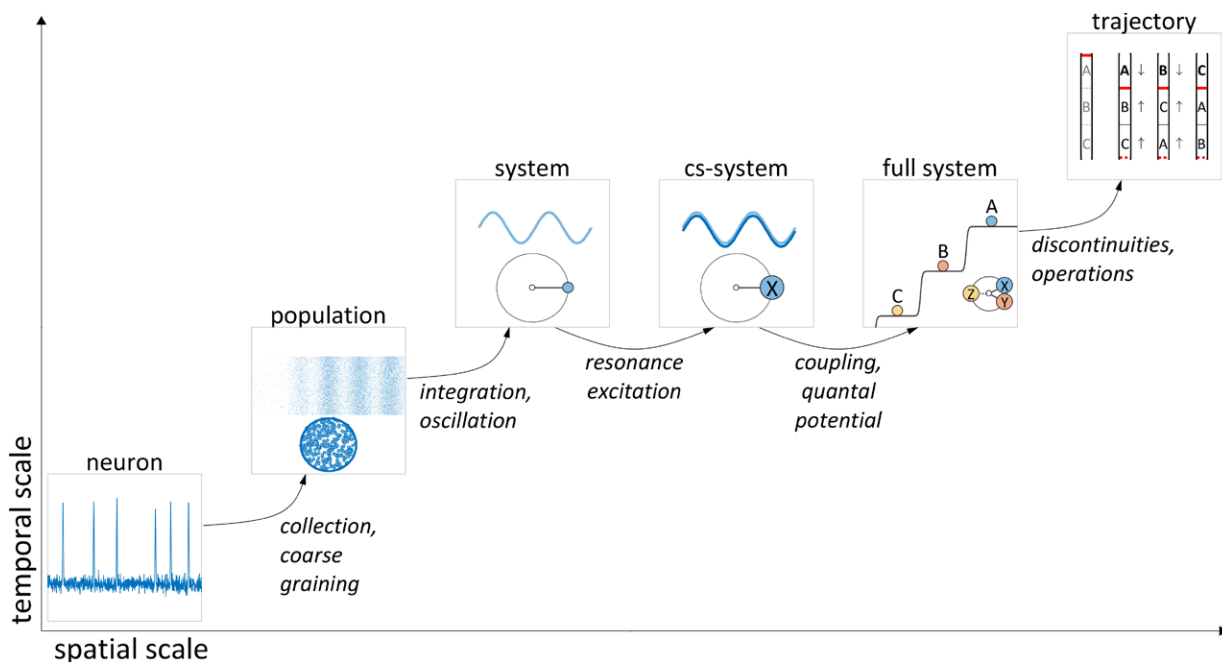 trajectory
A A ↓ B ↓ C
B B ↑ C ↑ A
C C ↑ A ↑ B
system
cs-system
full system
X
A
B
C
Z X
Y
discontinuities,
operations
population
integration,
oscillation
resonance
excitation
coupling,
quantal
potential
neuron
collection,
coarse
graining
temporal scale
spatial scale